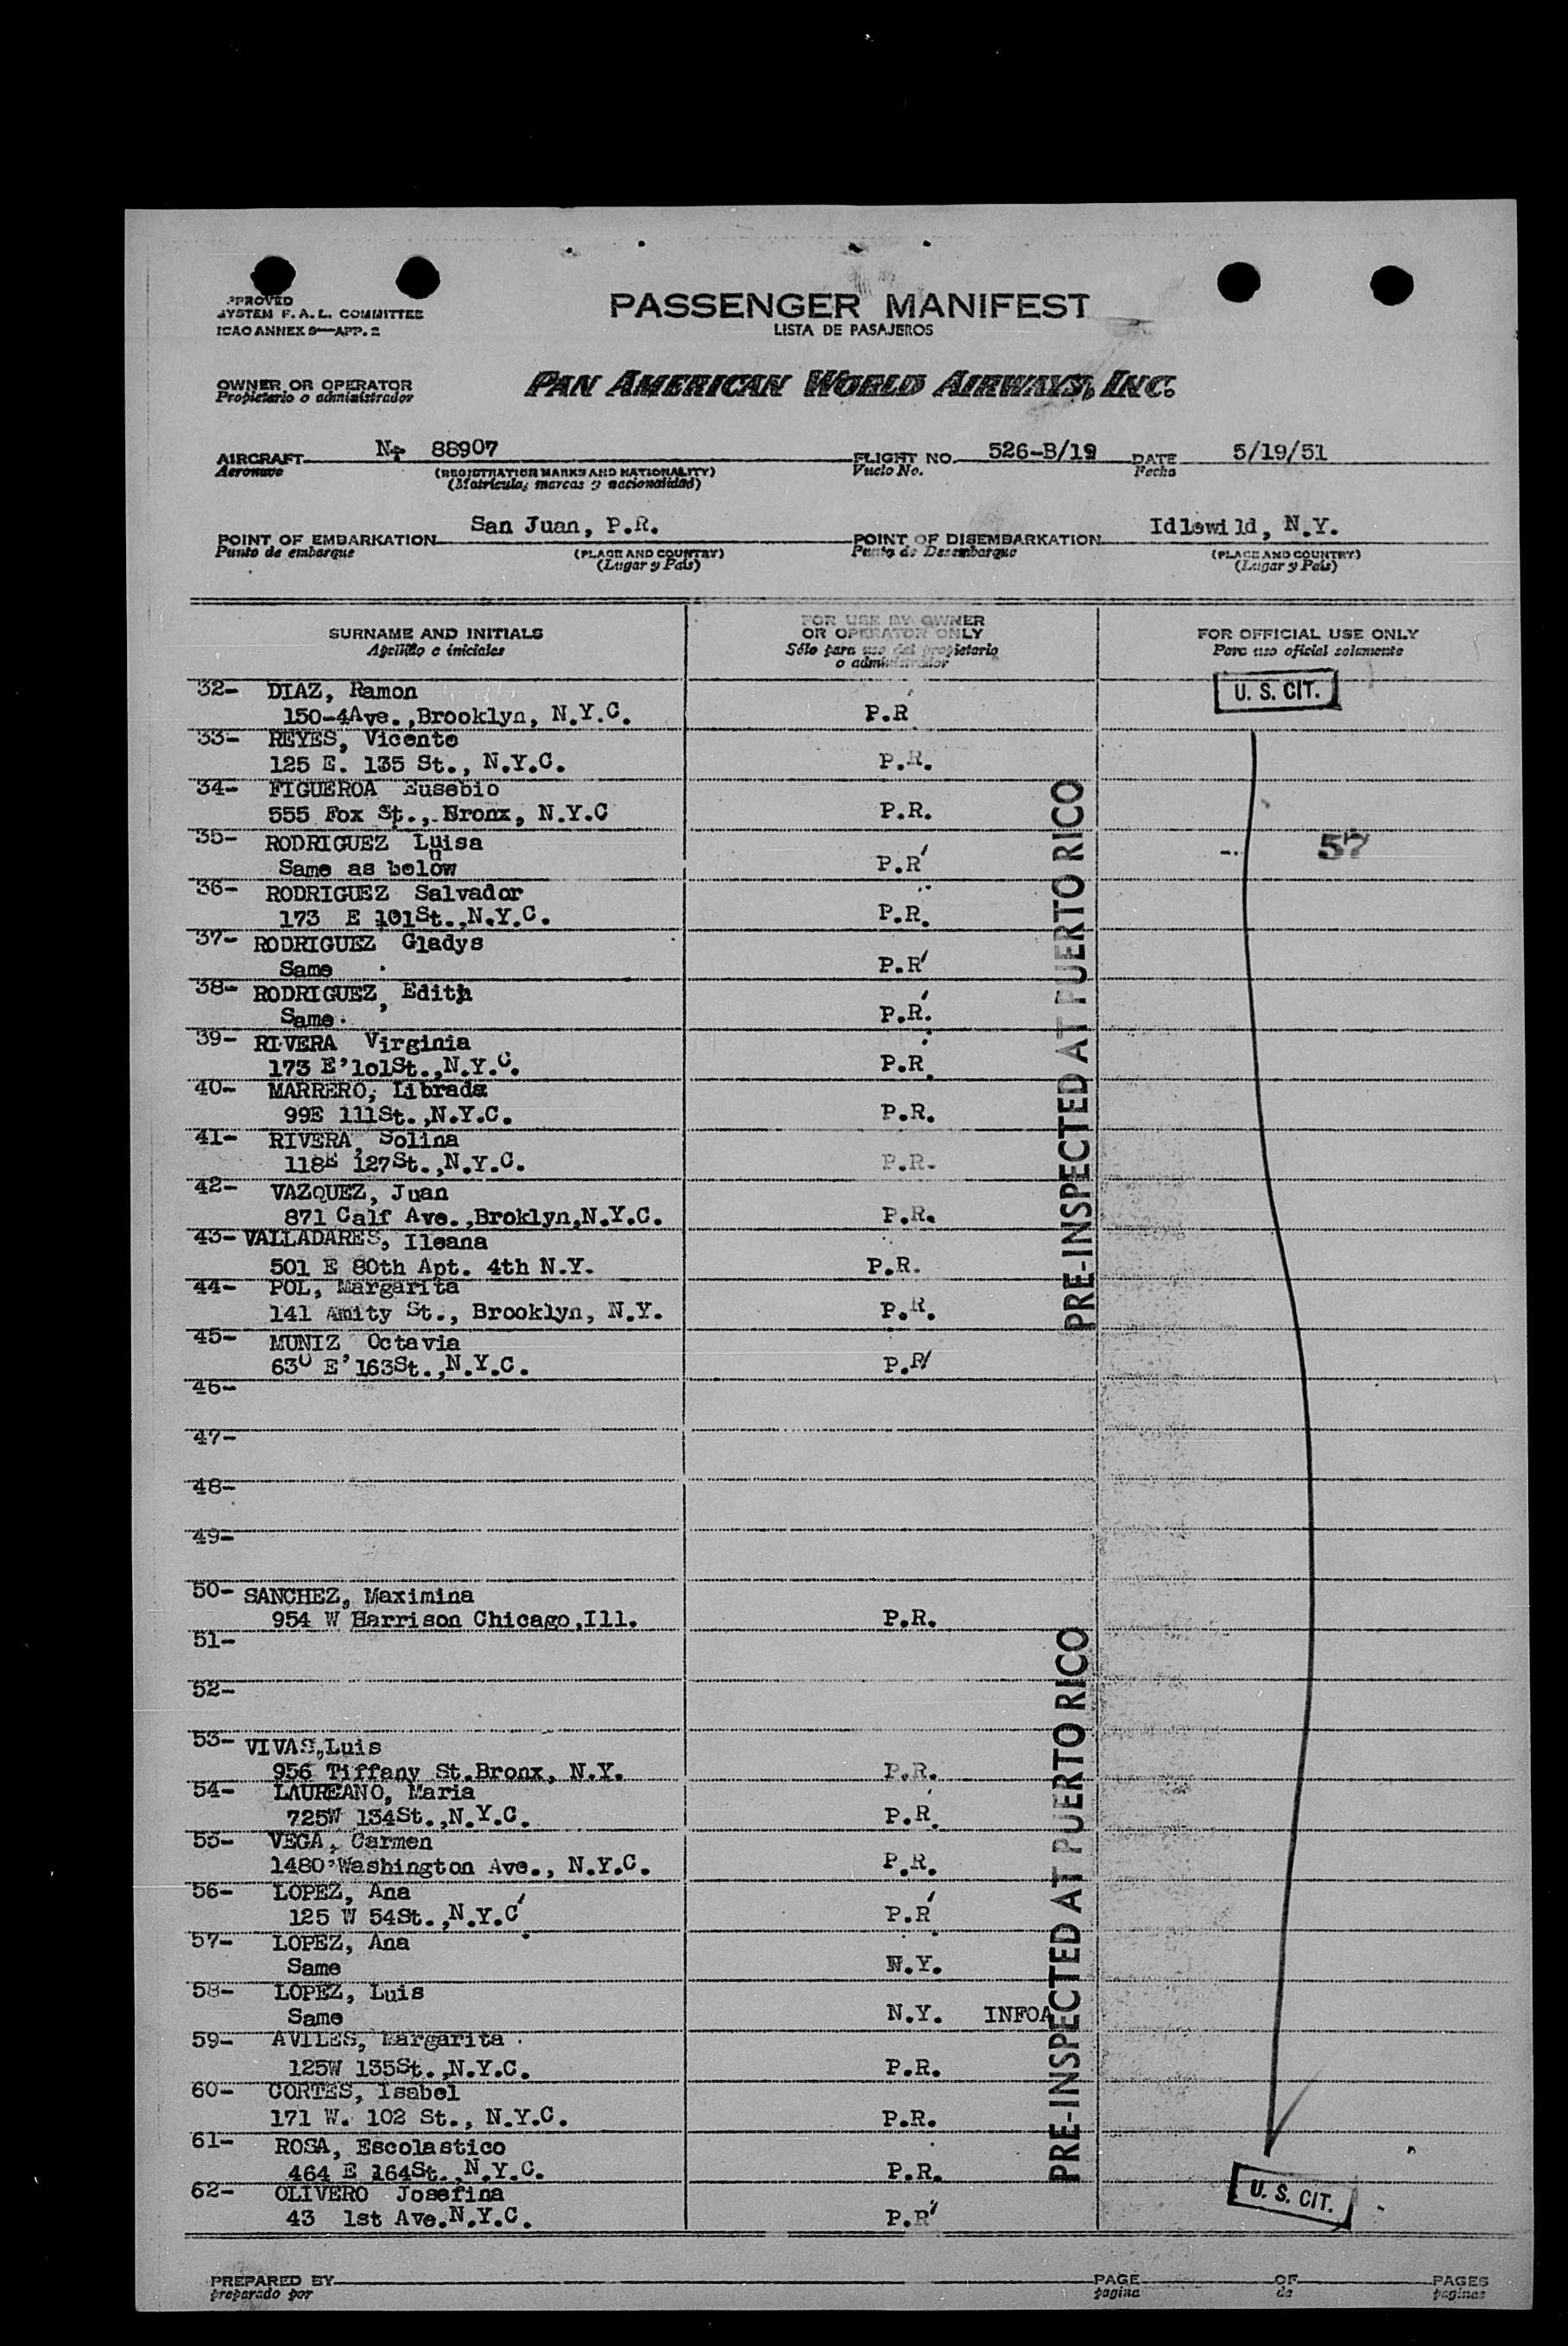 APPROVED
SYSTEM F. A. L. COMMITTEE
ICAO ANNEX 9—APP. 2
PASSENGER MANIFEST
LISTA DE PASAJEROS
OWNER OR OPERATOR
Propietario o administrador
PAN AMERICAN WORLD AIRWAYS, INC.
AIRCRAFT N- 88907 FLIGHT NO. 526-B/19 DATE 5/19/51
Aeronave (REGISTRATION MARKS AND NATIONALITY) Vuelo No. Fecha
(Matricula, marcas y nacionalidad)
POINT OF EMBARKATION San Juan, P.R. POINT OF DISEMBARKATION Idlewild, N.Y.
Punto de embarque (PLACE AND COUNTRY) Punto de Desembarque (PLACE AND COUNTRY)
(Lugar y País) (Lugar y País)
SURNAME AND INITIALS
Apellido e iniciales
FOR USE BY OWNER
OR OPERATOR ONLY
Sólo para uso del propietario
o administrador
FOR OFFICIAL USE ONLY
Para uso oficial solamente
U. S. CIT.
32- DIAZ, Ramon
150-4Ave.,Brooklyn, N.Y.C. P.R
33- REYES, Vicente
125 E. 135 St., N.Y.C. P.R.
34- FIGUEROA Eusebio
555 Fox St., Bronx, N.Y.C P.R.
35- RODRIGUEZ Luisa
Same as below P.R
57
36- RODRIGUEZ Salvador
173 E 101St.,N.Y.C. P.R.
37- RODRIGUEZ Gladys
Same P.R
38- RODRIGUEZ, Edith
Same P.R.
39- RIVERA Virginia
173 E'101St.,N.Y.C. P.R
40- MARRERO, Librada
99E 111St.,N.Y.C. P.R.
41- RIVERA, Solina
118E 127St.,N.Y.C. P.R.
42- VAZQUEZ, Juan
871 Calf Ave.,Broklyn,N.Y.C. P.R.
43- VALLADARES, Ileana
501 E 80th Apt. 4th N.Y. P.R.
44- POL, Margarita
141 Amity St., Brooklyn, N.Y. P.R.
45- MUNIZ Octavia
630 E'163St.,N.Y.C. P.R
46-
47-
48-
49-
50- SANCHEZ, Maximina
954 W Harrison Chicago,Ill. P.R.
51-
52-
53- VIVAS,Luis
956 Tiffany St.Bronx, N.Y. P.R.
54- LAUREANO, Maria
725W 134St.,N.Y.C. P.R.
55- VEGA, Carmen
1480 Washington Ave., N.Y.C. P.R.
56- LOPEZ, Ana
125 W 54St.,N.Y.C P.R
57- LOPEZ, Ana
Same N.Y.
58- LOPEZ, Luis
Same N.Y. INFOA
59- AVILES, Margarita
125W 135St.,N.Y.C. P.R.
60- CORTES, Isabel
171 W. 102 St., N.Y.C. P.R.
61- ROSA, Escolastico
464 E 164St.,N.Y.C. P.R.
62- OLIVERO Josefina
43 1st Ave.N.Y.C. P.R
PRE-INSPECTED AT PUERTO RICO
PRE-INSPECTED AT PUERTO RICO
U. S. CIT.
PREPARED BY PAGE OF PAGES
preparado por pagina de paginas